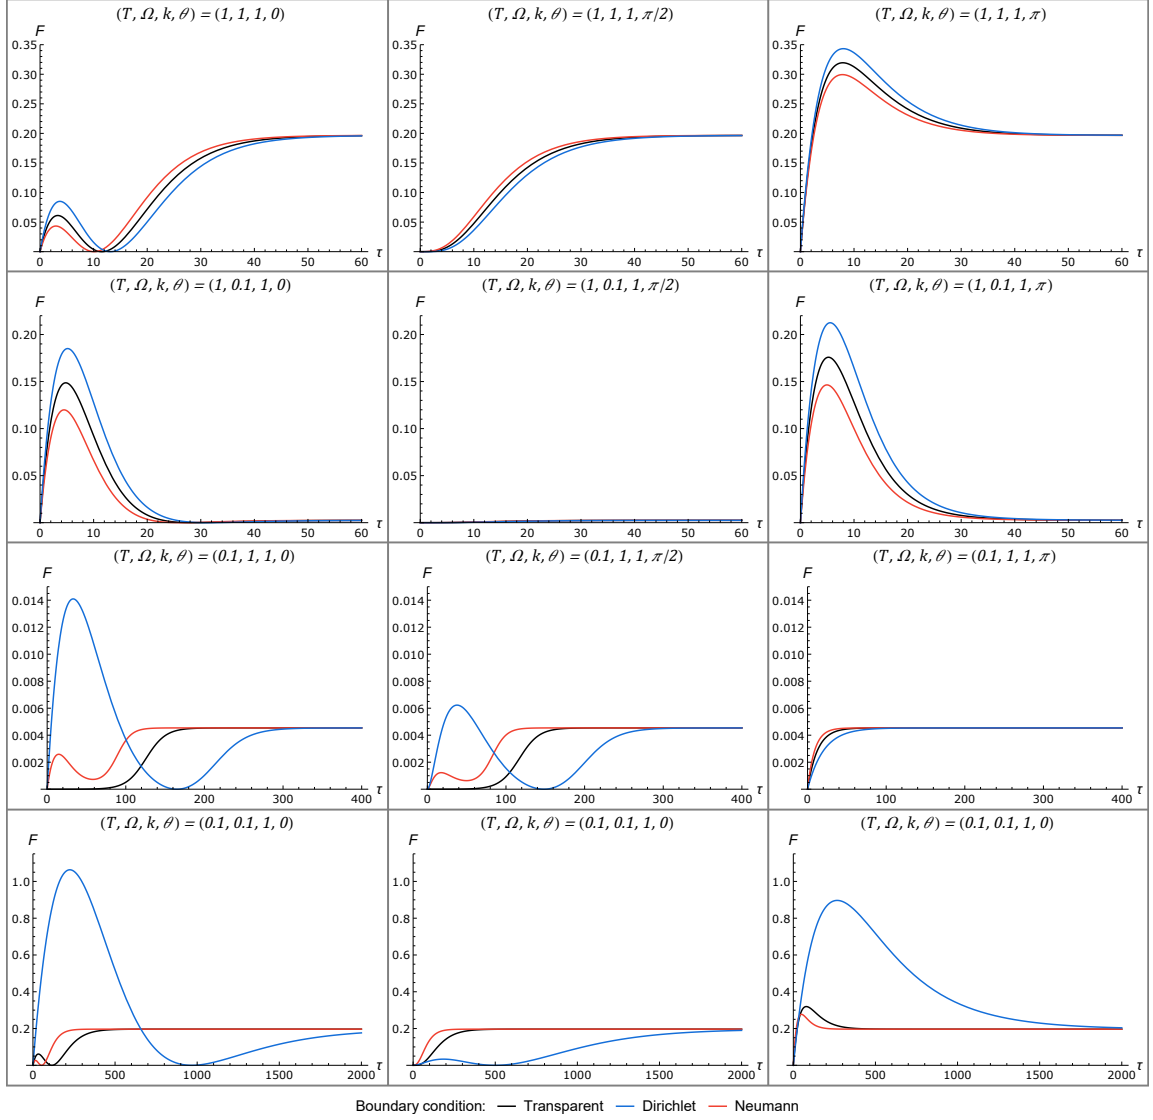 (T, Ω, k, θ) = (1, 1, 1, 0)
F
0.35
0.30
0.25
0.20
0.15
0.10
0.05
0 10 20 30 40 50 60 τ
(T, Ω, k, θ) = (1, 1, 1, π/2)
F
0.35
0.30
0.25
0.20
0.15
0.10
0.05
0 10 20 30 40 50 60 τ
(T, Ω, k, θ) = (1, 1, 1, π)
F
0.35
0.30
0.25
0.20
0.15
0.10
0.05
0 10 20 30 40 50 60 τ
(T, Ω, k, θ) = (1, 0.1, 1, 0)
F
0.20
0.15
0.10
0.05
0 10 20 30 40 50 60 τ
(T, Ω, k, θ) = (1, 0.1, 1, π/2)
F
0.20
0.15
0.10
0.05
0 10 20 30 40 50 60 τ
(T, Ω, k, θ) = (1, 0.1, 1, π)
F
0.20
0.15
0.10
0.05
0 10 20 30 40 50 60 τ
(T, Ω, k, θ) = (0.1, 1, 1, 0)
F
0.014
0.012
0.010
0.008
0.006
0.004
0.002
0 100 200 300 400 τ
(T, Ω, k, θ) = (0.1, 1, 1, π/2)
F
0.014
0.012
0.010
0.008
0.006
0.004
0.002
0 100 200 300 400 τ
(T, Ω, k, θ) = (0.1, 1, 1, π)
F
0.014
0.012
0.010
0.008
0.006
0.004
0.002
0 100 200 300 400 τ
(T, Ω, k, θ) = (0.1, 0.1, 1, 0)
F
1.0
0.8
0.6
0.4
0.2
0 500 1000 1500 2000 τ
(T, Ω, k, θ) = (0.1, 0.1, 1, 0)
F
1.0
0.8
0.6
0.4
0.2
0 500 1000 1500 2000 τ
(T, Ω, k, θ) = (0.1, 0.1, 1, 0)
F
1.0
0.8
0.6
0.4
0.2
0 500 1000 1500 2000 τ
Boundary condition: Transparent Dirichlet Neumann